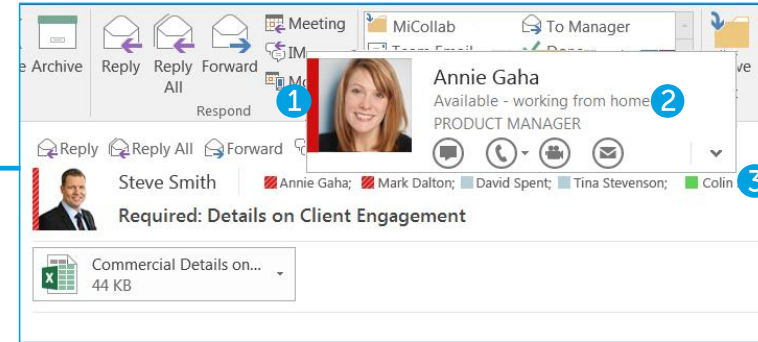 Meeting
MiCollab
To Manager
IM
Archive
Reply
Reply All
Forward
Respond
1
Annie Gaha
Available - working from home
2
PRODUCT MANAGER
Reply Reply All Forward
Steve Smith
Annie Gaha; Mark Dalton; David Spent; Tina Stevenson; Colin
3
Required: Details on Client Engagement
Commercial Details on...
44 KB